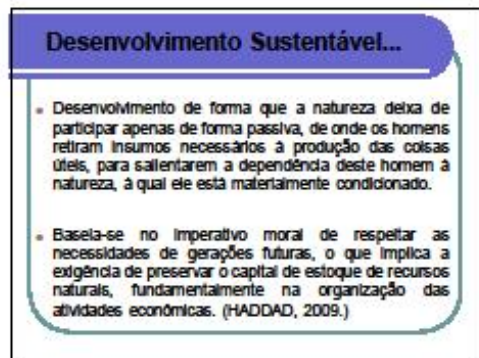 Desenvolvimento Sustentável...
Desenvolvimento de forma que a natureza deixa de
participar apenas de forma passiva, de onde os homens
retiram insumos necessários à produção das coisas
úteis, para salientarem a dependência deste homem à
natureza, à qual ele está materialmente condicionado.
Baseia-se no imperativo moral de respeitar as
necessidades de gerações futuras, o que implica a
exigência de preservar o capital de estoque de recursos
naturais, fundamentalmente na organização das
atividades econômicas. (HADDAD, 2009.)